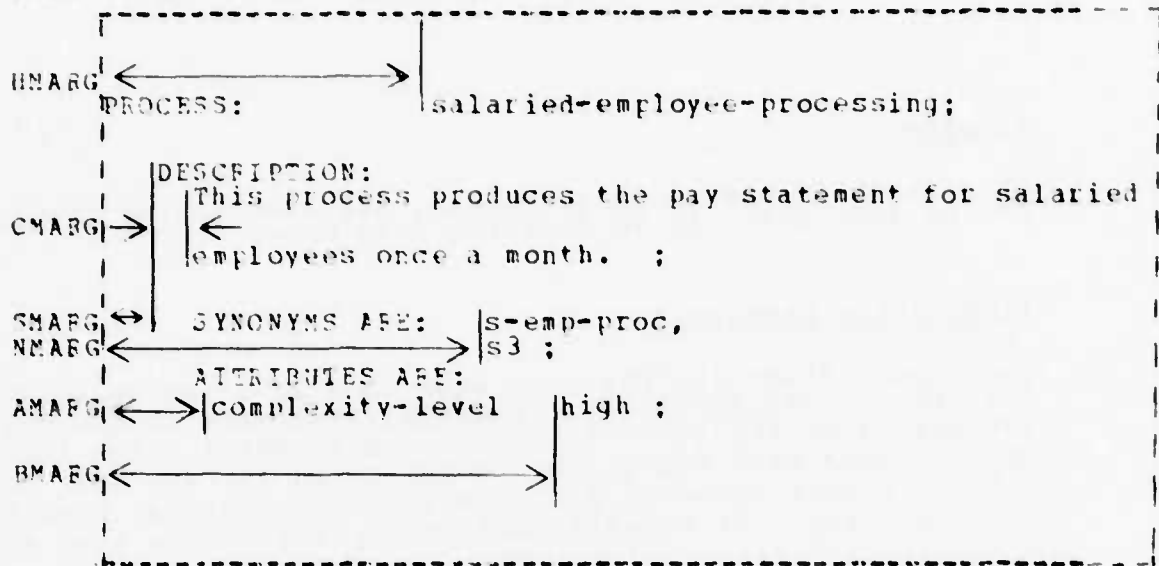 HMARG
PROCESS: salaried-employee-processing;
DESCRIPTION:
This process produces the pay statement for salaried
CMARG
employees once a month. ;
SMARG SYNONYMS ARE: s-emp-proc,
NMARG s3 ;
ATTRIBUTES ARE:
AMARG complexity-level high ;
BMARG